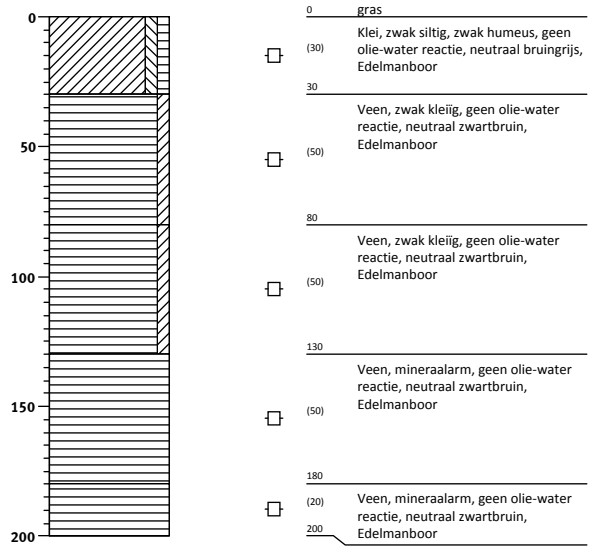 0
50
100
150
200
0
gras
(30)
Klei, zwak siltig, zwak humeus, geen
olie-water reactie, neutraal bruingrijs,
Edelmanboor
30
Veen, zwak kleiïg, geen olie-water
reactie, neutraal zwartbruin,
Edelmanboor
(50)
80
Veen, zwak kleiïg, geen olie-water
reactie, neutraal zwartbruin,
Edelmanboor
(50)
130
Veen, mineraalarm, geen olie-water
reactie, neutraal zwartbruin,
Edelmanboor
(50)
180
Veen, mineraalarm, geen olie-water
(20)
reactie, neutraal zwartbruin,
200
Edelmanboor